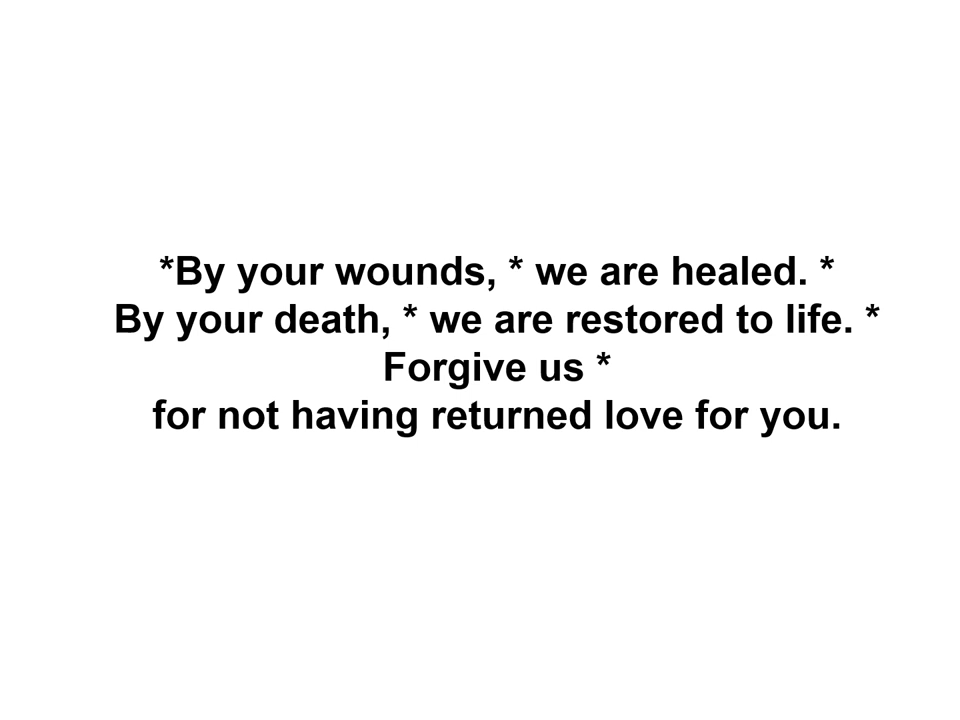 *By your wounds, * we are healed. *
By your death, * we are restored to life. *
Forgive us *
for not having returned love for you.